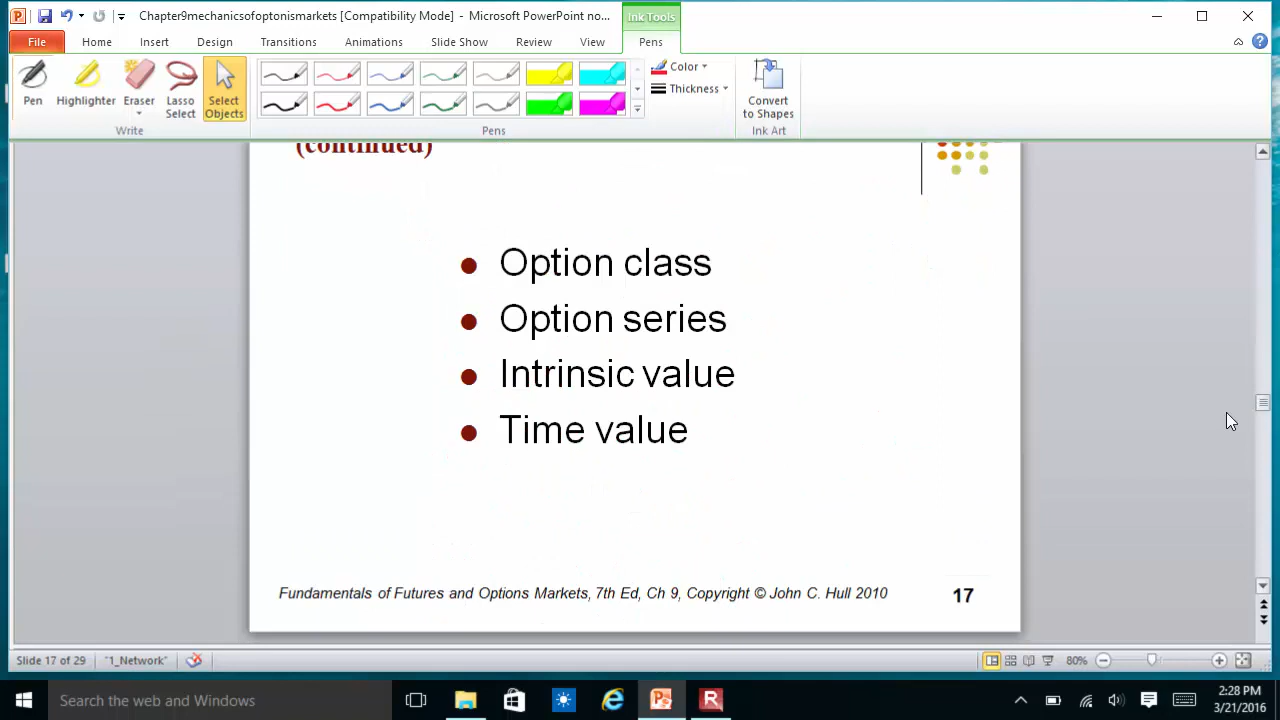 Chapter9mechanicsofoptonismarkets [Compatibility Mode] - Microsoft PowerPoint no...
Ink Tools
File Home Insert Design Transitions Animations Slide Show Review View Pens
Pen Highlighter Eraser Lasso Select Select Objects
Color
Thickness
Convert to Shapes
Write Pens Ink Art
(continued)
Option class
Option series
Intrinsic value
Time value
Fundamentals of Futures and Options Markets, 7th Ed, Ch 9, Copyright © John C. Hull 2010 17
Slide 17 of 29 "1_Network" 80%
Search the web and Windows
2:28 PM
3/21/2016